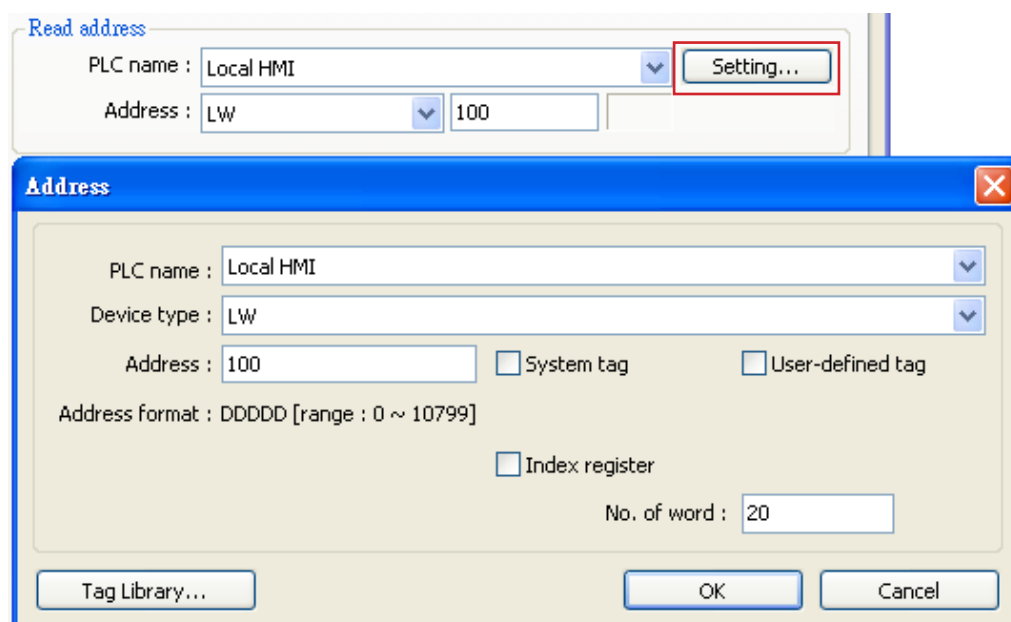 Read address
PLC name : Local HMI Setting...
Address : LW 100
Address
PLC name : Local HMI
Device type : LW
Address : 100 System tag User-defined tag
Address format : DDDDD [range : 0 ~ 10799]
Index register
No. of word : 20
Tag Library... OK Cancel